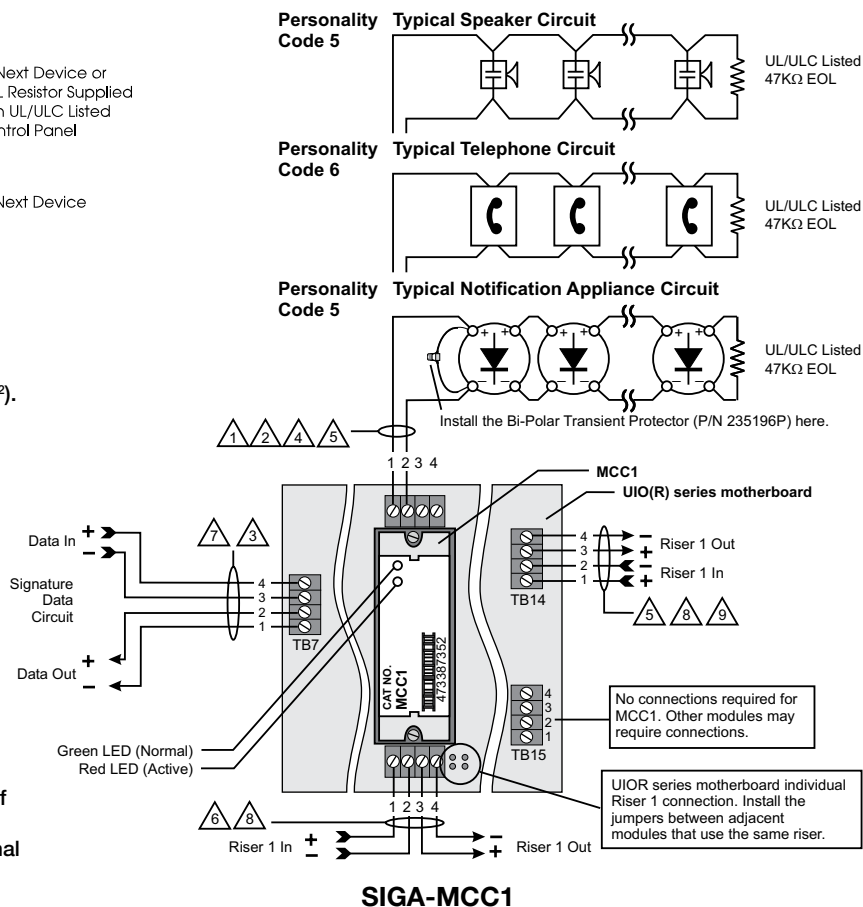 Personality Typical Speaker Circuit
Code 5
UL/ULC Listed
47KΩ EOL
Next Device or
Resistor Supplied
UL/ULC Listed
ntrol Panel
Next Device
Personality Typical Telephone Circuit
Code 6
UL/ULC Listed
47KΩ EOL
Personality Typical Notification Appliance Circuit
Code 5
+ + + + + +
– – – – – –
UL/ULC Listed
47KΩ EOL
Install the Bi-Polar Transient Protector (P/N 235196P) here.
²).
1 2 4 5
1 2 3 4
MCC1
UIO(R) series motherboard
Data In + –
7 3
Signature
Data
Circuit
4
3
2
1
TB7
Data Out + –
CAT NO.
MCC1
473387352
4 – Riser 1 Out
3 +
2 – Riser 1 In
1 +
TB14
5 8 9
4
3
2
1
TB15
No connections required for
MCC1. Other modules may
require connections.
Green LED (Normal)
Red LED (Active)
UIOR series motherboard individual
Riser 1 connection. Install the
jumpers between adjacent
modules that use the same riser.
6 8
1 2 3 4
Riser 1 In + –
– + Riser 1 Out
f
nal
SIGA-MCC1